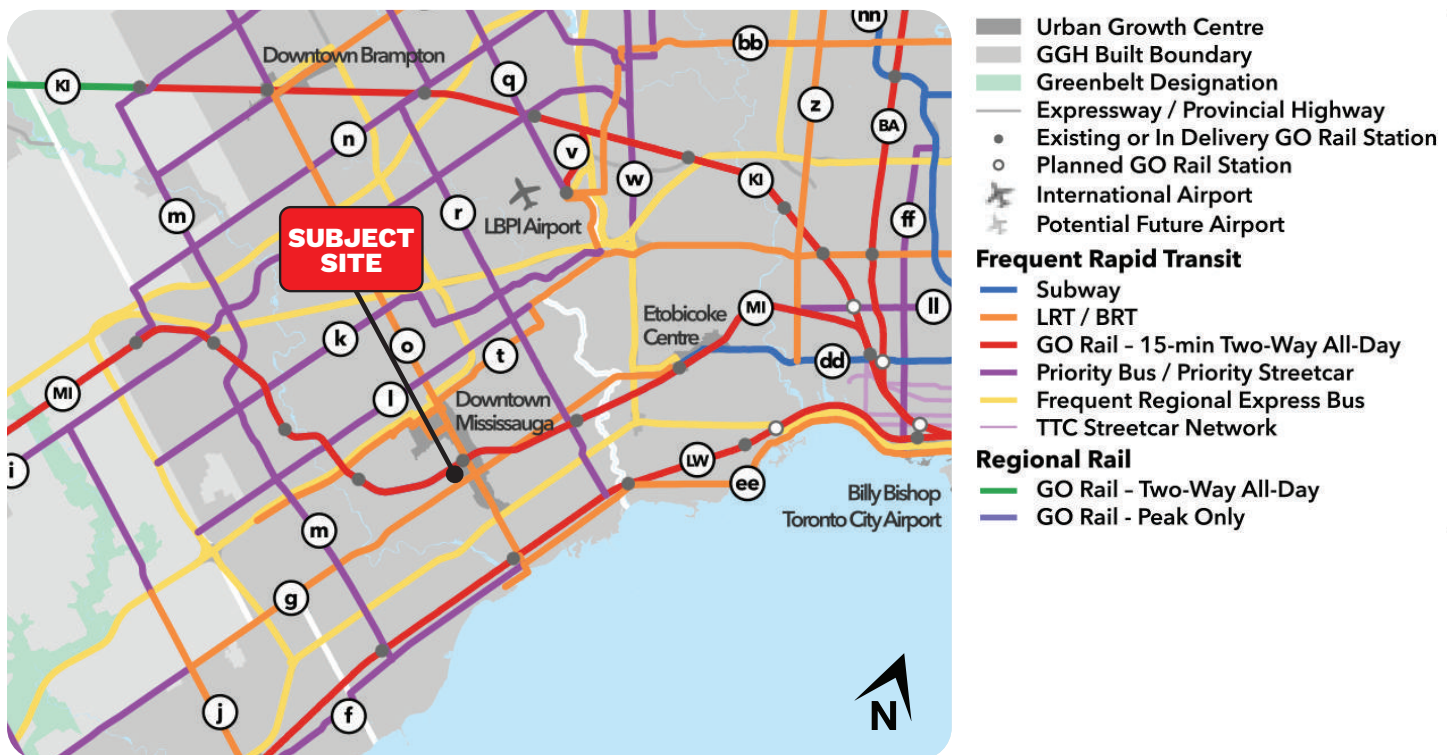 nn
bb
Downtown Brampton
KI
q
z
BA
n
v
w
KI
m
r
LBPI Airport
ff
SUBJECT
SITE
Etobicoke
Centre
MI
ll
k
o
t
dd
MI
l
Downtown
Mississauga
i
LW
ee
Billy Bishop
Toronto City Airport
m
g
j
f
N
Urban Growth Centre
GGH Built Boundary
Greenbelt Designation
Expressway / Provincial Highway
Existing or In Delivery GO Rail Station
Planned GO Rail Station
International Airport
Potential Future Airport
Frequent Rapid Transit
Subway
LRT / BRT
GO Rail – 15-min Two-Way All-Day
Priority Bus / Priority Streetcar
Frequent Regional Express Bus
TTC Streetcar Network
Regional Rail
GO Rail – Two-Way All-Day
GO Rail - Peak Only